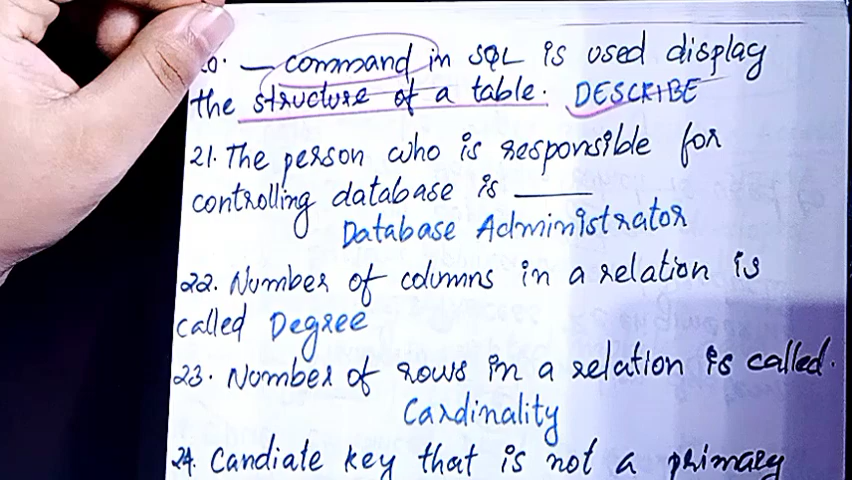 20. — command in SQL is used display
the structure of a table. DESCRIBE
21. The person who is responsible for
controlling database is ______
Database Administrator
22. Number of columns in a relation is
called Degree
23. Number of rows in a relation is called.
Cardinality
24. Candiate key that is not a primary